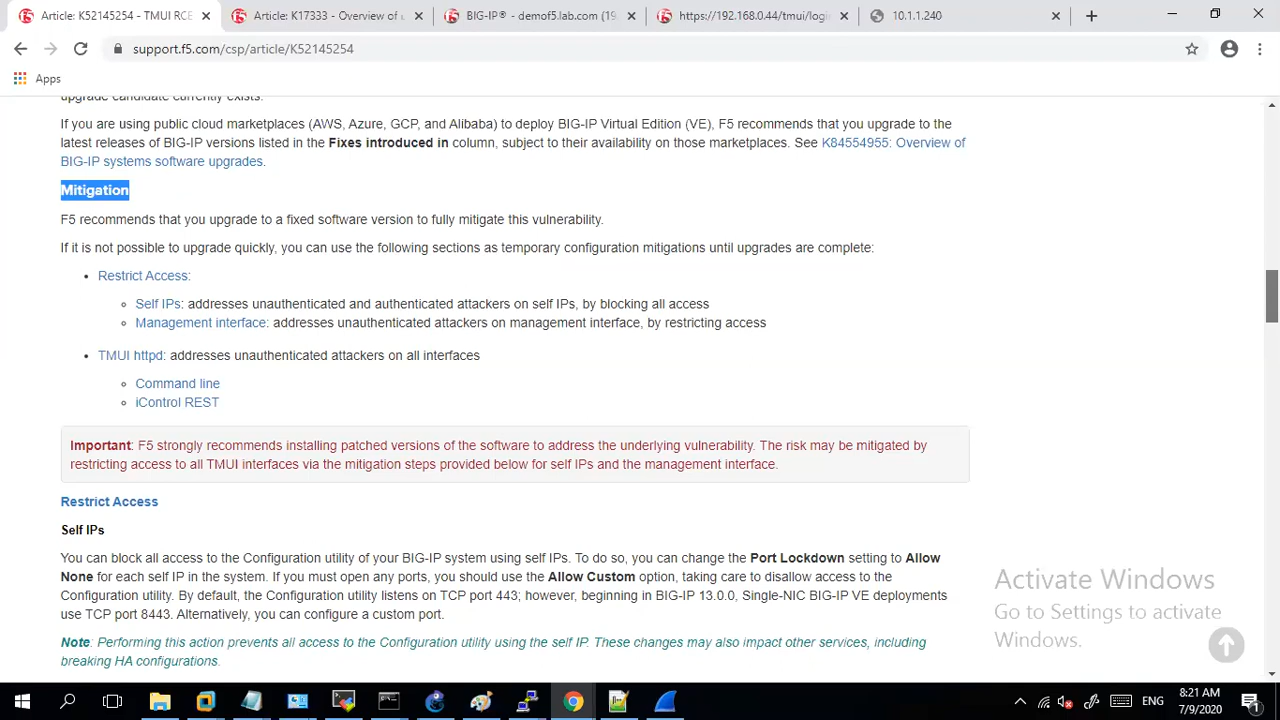 Article: K52145254 - TMUI RCE
Article: K17333 - Overview of
BIG-IP® - demof5.lab.com (19
https://192.168.0.44/tmui/logi
10.1.1.240
support.f5.com/csp/article/K52145254
Apps
upgrade candidate currently exists.
If you are using public cloud marketplaces (AWS, Azure, GCP, and Alibaba) to deploy BIG-IP Virtual Edition (VE), F5 recommends that you upgrade to the
latest releases of BIG-IP versions listed in the Fixes introduced in column, subject to their availability on those marketplaces. See K84554955: Overview of
BIG-IP systems software upgrades.
Mitigation
F5 recommends that you upgrade to a fixed software version to fully mitigate this vulnerability.
If it is not possible to upgrade quickly, you can use the following sections as temporary configuration mitigations until upgrades are complete:
• Restrict Access:
◦ Self IPs: addresses unauthenticated and authenticated attackers on self IPs, by blocking all access
◦ Management interface: addresses unauthenticated attackers on management interface, by restricting access
• TMUI httpd: addresses unauthenticated attackers on all interfaces
◦ Command line
◦ iControl REST
Important: F5 strongly recommends installing patched versions of the software to address the underlying vulnerability. The risk may be mitigated by
restricting access to all TMUI interfaces via the mitigation steps provided below for self IPs and the management interface.
Restrict Access
Self IPs
You can block all access to the Configuration utility of your BIG-IP system using self IPs. To do so, you can change the Port Lockdown setting to Allow
None for each self IP in the system. If you must open any ports, you should use the Allow Custom option, taking care to disallow access to the
Configuration utility. By default, the Configuration utility listens on TCP port 443; however, beginning in BIG-IP 13.0.0, Single-NIC BIG-IP VE deployments
use TCP port 8443. Alternatively, you can configure a custom port.
Note: Performing this action prevents all access to the Configuration utility using the self IP. These changes may also impact other services, including
breaking HA configurations.
Activate Windows
Go to Settings to activate
Windows.
ENG
8:21 AM
7/9/2020